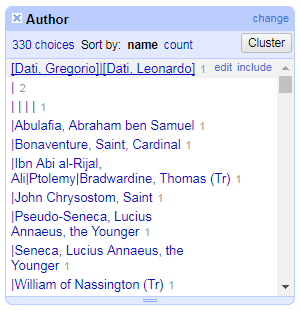 Author change
330 choices Sort by: name count Cluster
[Dati, Gregorio]|[Dati, Leonardo] 1 edit include
| 2
| | | | 1
|Abulafia, Abraham ben Samuel 1
|Bonaventure, Saint, Cardinal 1
|Ibn Abi al-Rijal,
Ali|Ptolemy|Bradwardine, Thomas (Tr) 1
|John Chrysostom, Saint 1
|Pseudo-Seneca, Lucius
Annaeus, the Younger 1
|Seneca, Lucius Annaeus, the
Younger 1
|William of Nassington (Tr) 1